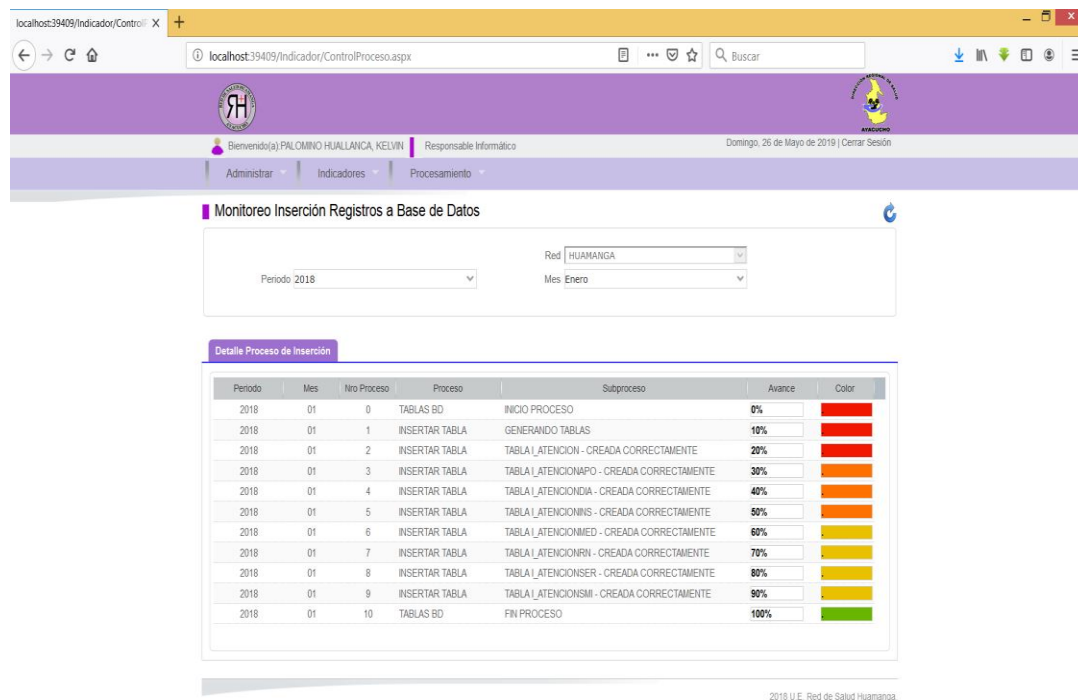 localhost:39409/Indicador/Control X +
localhost:39409/Indicador/ControlProceso.aspx ... Buscar
RH
AYACUCHO
Bienvenido(a):PALOMINO HUALLANCA, KELVIN Responsable Informático Domingo, 26 de Mayo de 2019 | Cerrar Sesión
Administrar Indicadores Procesamiento
Monitoreo Inserción Registros a Base de Datos
Red HUAMANGA
Periodo 2018 Mes Enero
Detalle Proceso de Inserción
Periodo Mes Nro Proceso Proceso Subproceso Avance Color
2018 01 0 TABLAS BD INICIO PROCESO 0% .
2018 01 1 INSERTAR TABLA GENERANDO TABLAS 10% .
2018 01 2 INSERTAR TABLA TABLA I_ATENCION - CREADA CORRECTAMENTE 20% .
2018 01 3 INSERTAR TABLA TABLA I_ATENCIONAPO - CREADA CORRECTAMENTE 30% .
2018 01 4 INSERTAR TABLA TABLA I_ATENCIONDIA - CREADA CORRECTAMENTE 40% .
2018 01 5 INSERTAR TABLA TABLA I_ATENCIONINS - CREADA CORRECTAMENTE 50% .
2018 01 6 INSERTAR TABLA TABLA I_ATENCIONMED - CREADA CORRECTAMENTE 60% .
2018 01 7 INSERTAR TABLA TABLA I_ATENCIONRN - CREADA CORRECTAMENTE 70% .
2018 01 8 INSERTAR TABLA TABLA I_ATENCIONSER - CREADA CORRECTAMENTE 80% .
2018 01 9 INSERTAR TABLA TABLA I_ATENCIONSMI - CREADA CORRECTAMENTE 90% .
2018 01 10 TABLAS BD FIN PROCESO 100% .
2018 U.E. Red de Salud Huamanga.